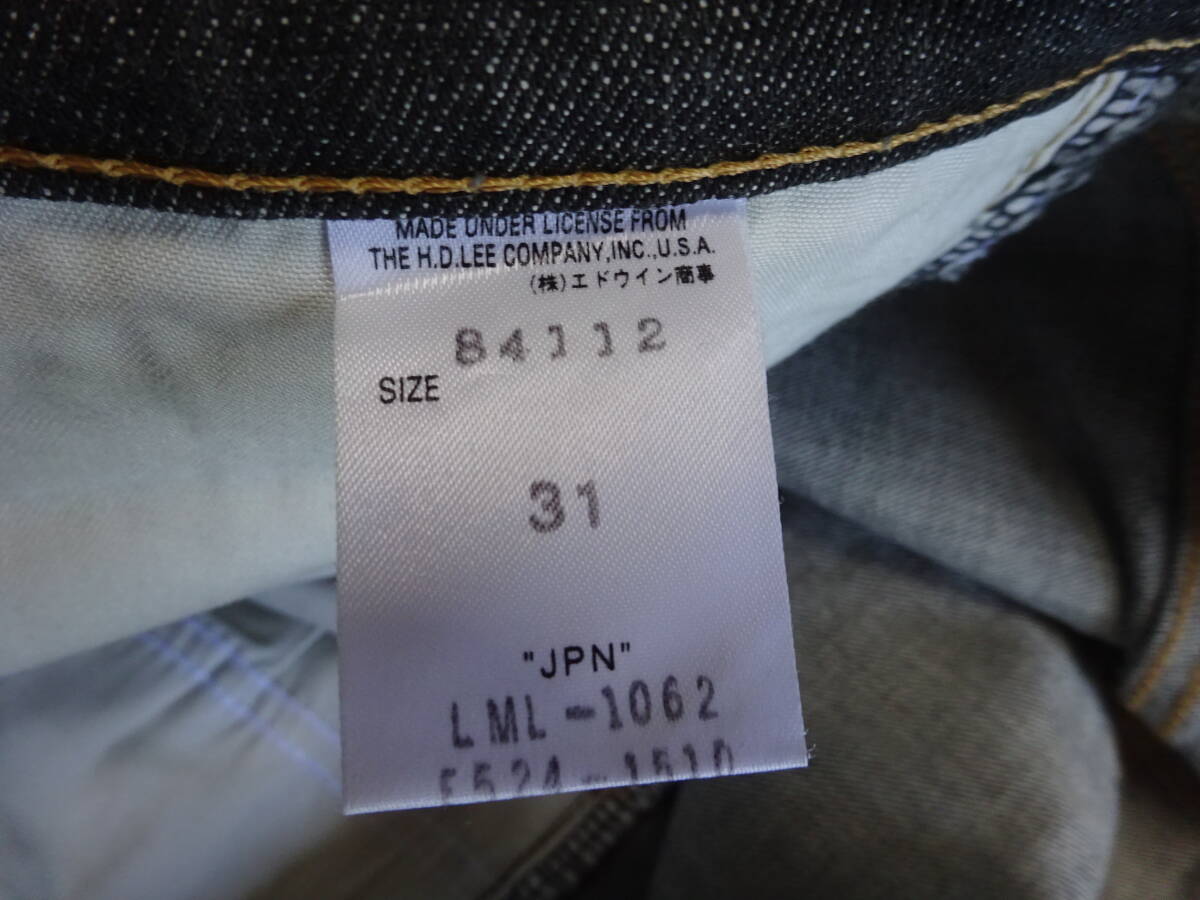 MADE UNDER LICENSE FROM
THE H.D.LEE COMPANY,INC.,U.S.A.
(株)エドウイン商事
84112
SIZE
31
"JPN"
LML-1062